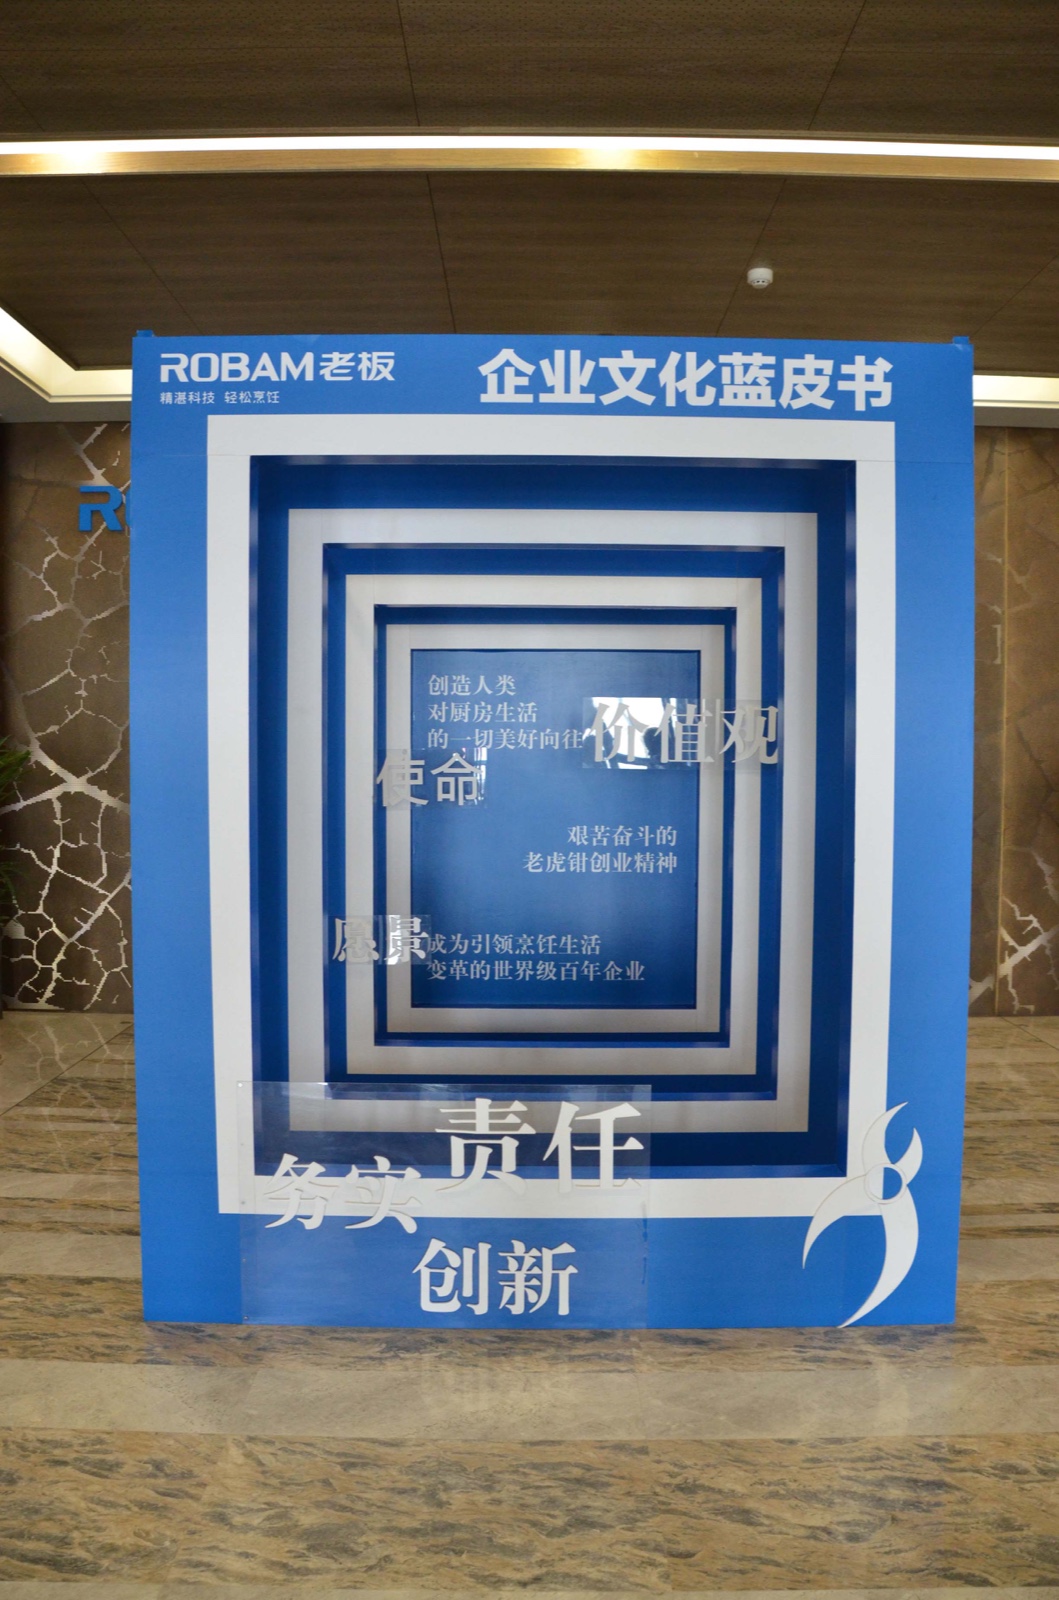 ROBAM老板
精湛科技 轻松烹饪
企业文化蓝皮书
创造人类
对厨房生活
的一切美好向往
价值观
使命
艰苦奋斗的
老虎钳创业精神
愿景
成为引领烹饪生活
变革的世界级百年企业
责任
务实
创新